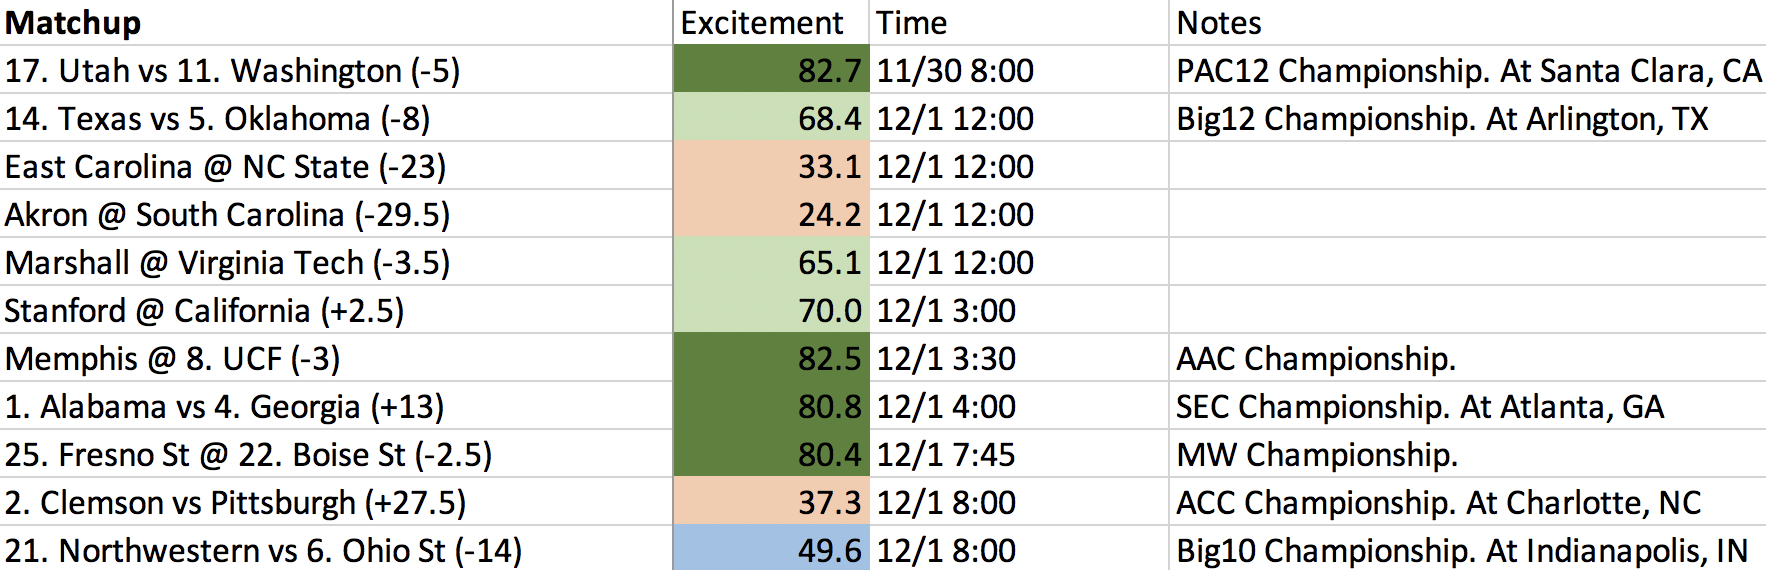 Matchup Excitement Time Notes
17. Utah vs 11. Washington (-5) 82.7 11/30 8:00 PAC12 Championship. At Santa Clara, CA
14. Texas vs 5. Oklahoma (-8) 68.4 12/1 12:00 Big12 Championship. At Arlington, TX
East Carolina @ NC State (-23) 33.1 12/1 12:00
Akron @ South Carolina (-29.5) 24.2 12/1 12:00
Marshall @ Virginia Tech (-3.5) 65.1 12/1 12:00
Stanford @ California (+2.5) 70.0 12/1 3:00
Memphis @ 8. UCF (-3) 82.5 12/1 3:30 AAC Championship.
1. Alabama vs 4. Georgia (+13) 80.8 12/1 4:00 SEC Championship. At Atlanta, GA
25. Fresno St @ 22. Boise St (-2.5) 80.4 12/1 7:45 MW Championship.
2. Clemson vs Pittsburgh (+27.5) 37.3 12/1 8:00 ACC Championship. At Charlotte, NC
21. Northwestern vs 6. Ohio St (-14) 49.6 12/1 8:00 Big10 Championship. At Indianapolis, IN